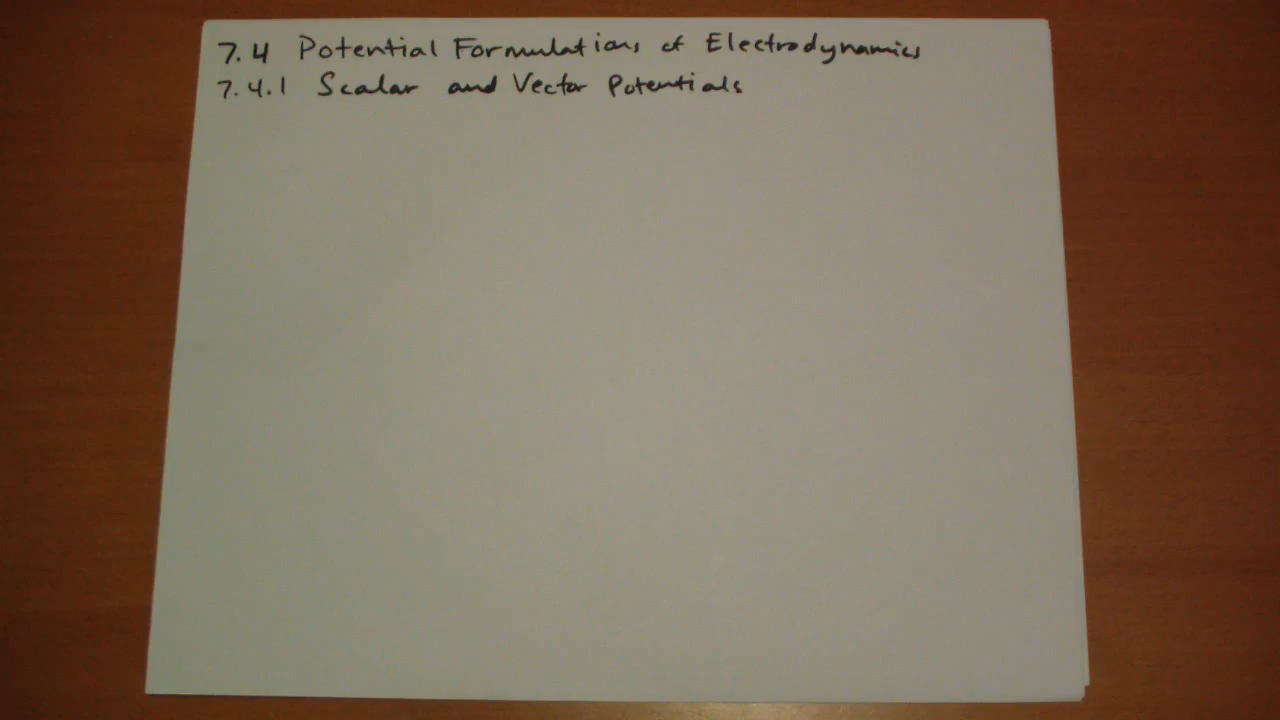 7.4 Potential Formulations of Electrodynamics
7.4.1 Scalar and Vector Potentials